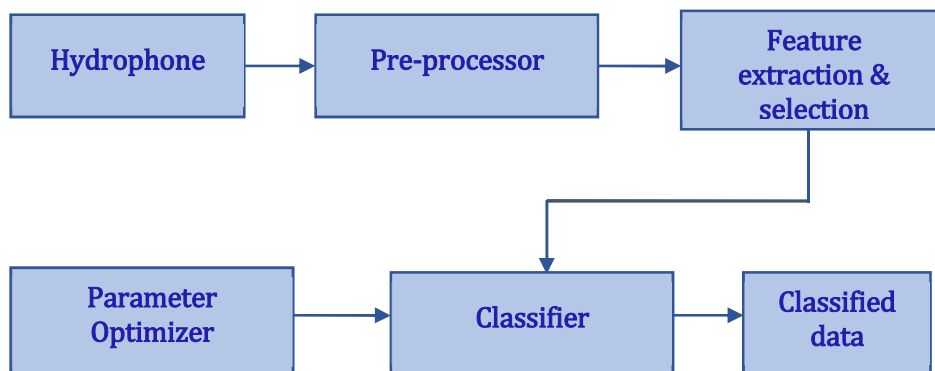 Hydrophone
Pre-processor
Feature
extraction &
selection
Parameter
Optimizer
Classifier
Classified
data